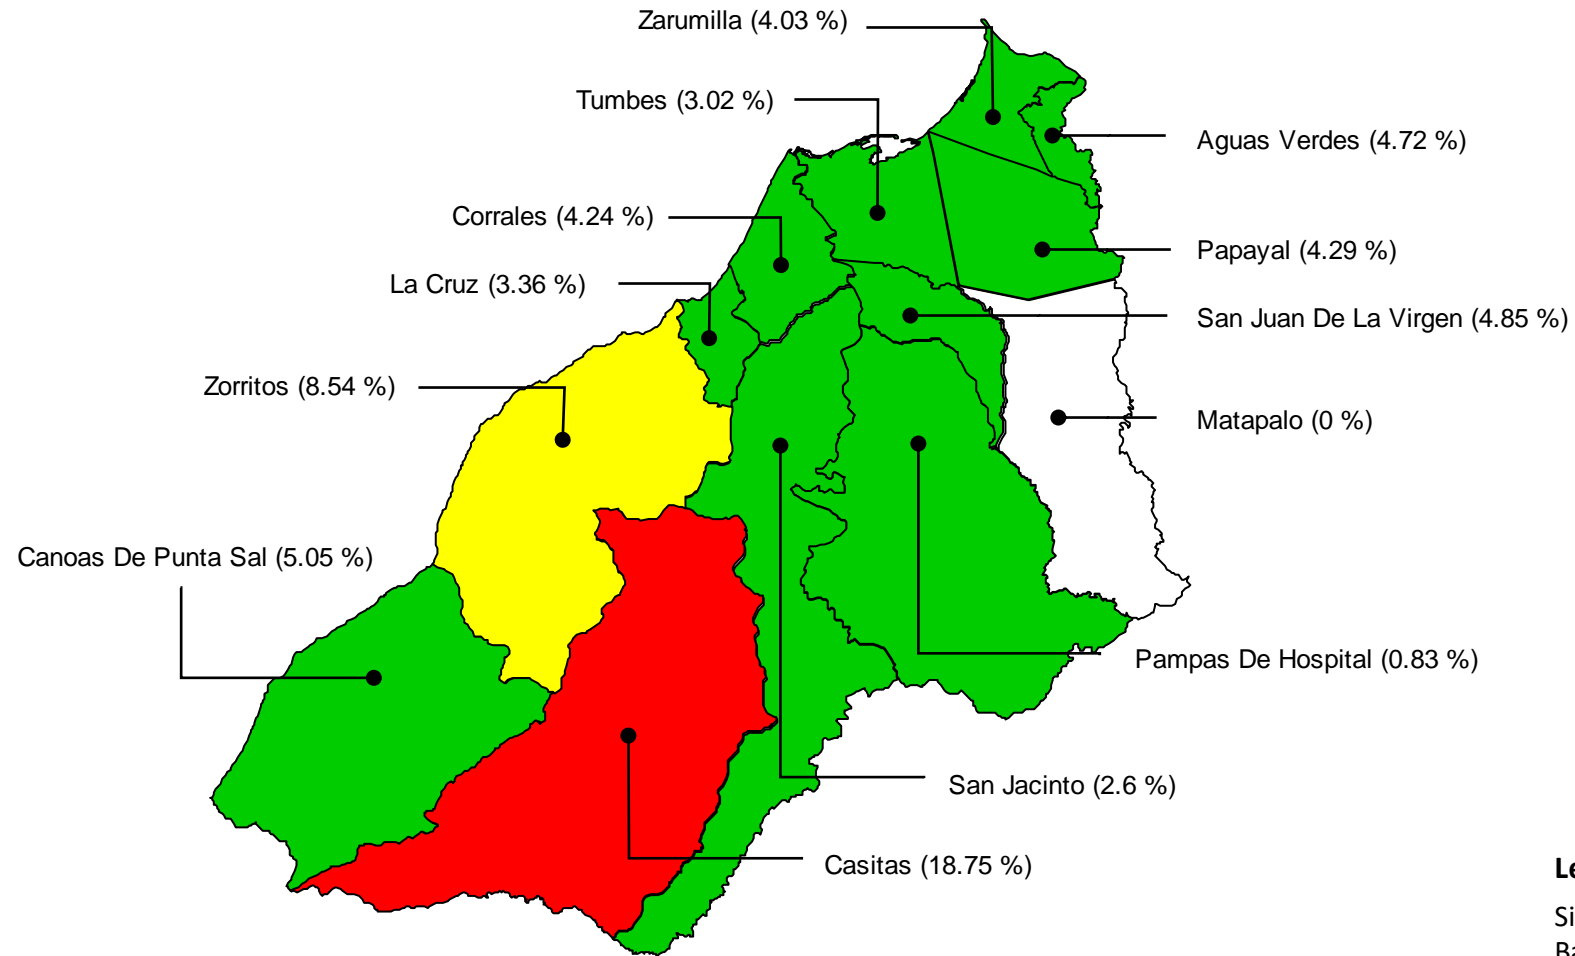 Zarumilla (4.03 %)
Tumbes (3.02 %)
Aguas Verdes (4.72 %)
Corrales (4.24 %)
Papayal (4.29 %)
La Cruz (3.36 %)
San Juan De La Virgen (4.85 %)
Zorritos (8.54 %)
Matapalo (0 %)
Canoas De Punta Sal (5.05 %)
Pampas De Hospital (0.83 %)
San Jacinto (2.6 %)
Casitas (18.75 %)
Le
Si